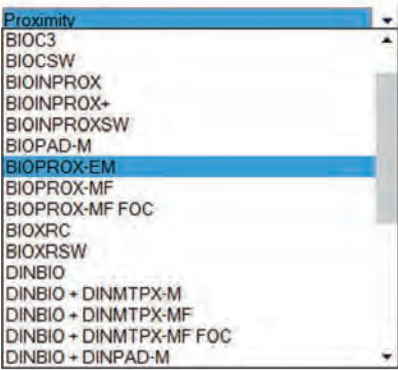 Proximity
BIOC3
BIOCSW
BIOINPROX
BIOINPROX+
BIOINPROXSW
BIOPAD-M
BIOPROX-EM
BIOPROX-MF
BIOPROX-MF FOC
BIOXRC
BIOXRSW
DINBIO
DINBIO + DINMTPX-M
DINBIO + DINMTPX-MF
DINBIO + DINMTPX-MF FOC
DINBIO + DINPAD-M